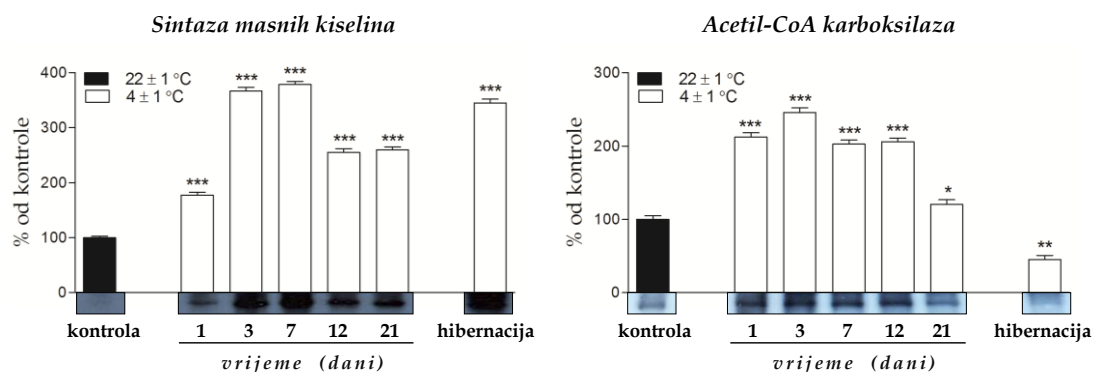 Sintaza masnih kiselina
% od kontrole
400
300
200
100
0
22 ± 1 °C
4 ± 1 °C
***
***
***
***
***
***
kontrola 1 3 7 12 21 hibernacija
vrijeme (dani)
Acetil-CoA karboksilaza
% od kontrole
300
200
100
0
22 ± 1 °C
4 ± 1 °C
***
***
***
***
*
**
kontrola 1 3 7 12 21 hibernacija
vrijeme (dani)